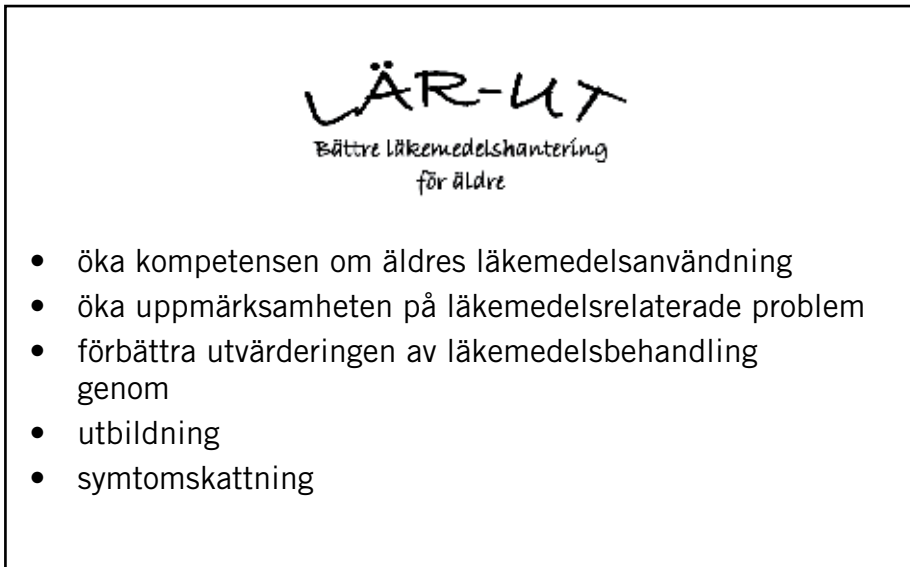 LÄR-UT
Bättre läkemedelshantering
för äldre
• öka kompetensen om äldres läkemedelsanvändning
• öka uppmärksamheten på läkemedelsrelaterade problem
• förbättra utvärderingen av läkemedelsbehandling
genom
• utbildning
• symtomskattning